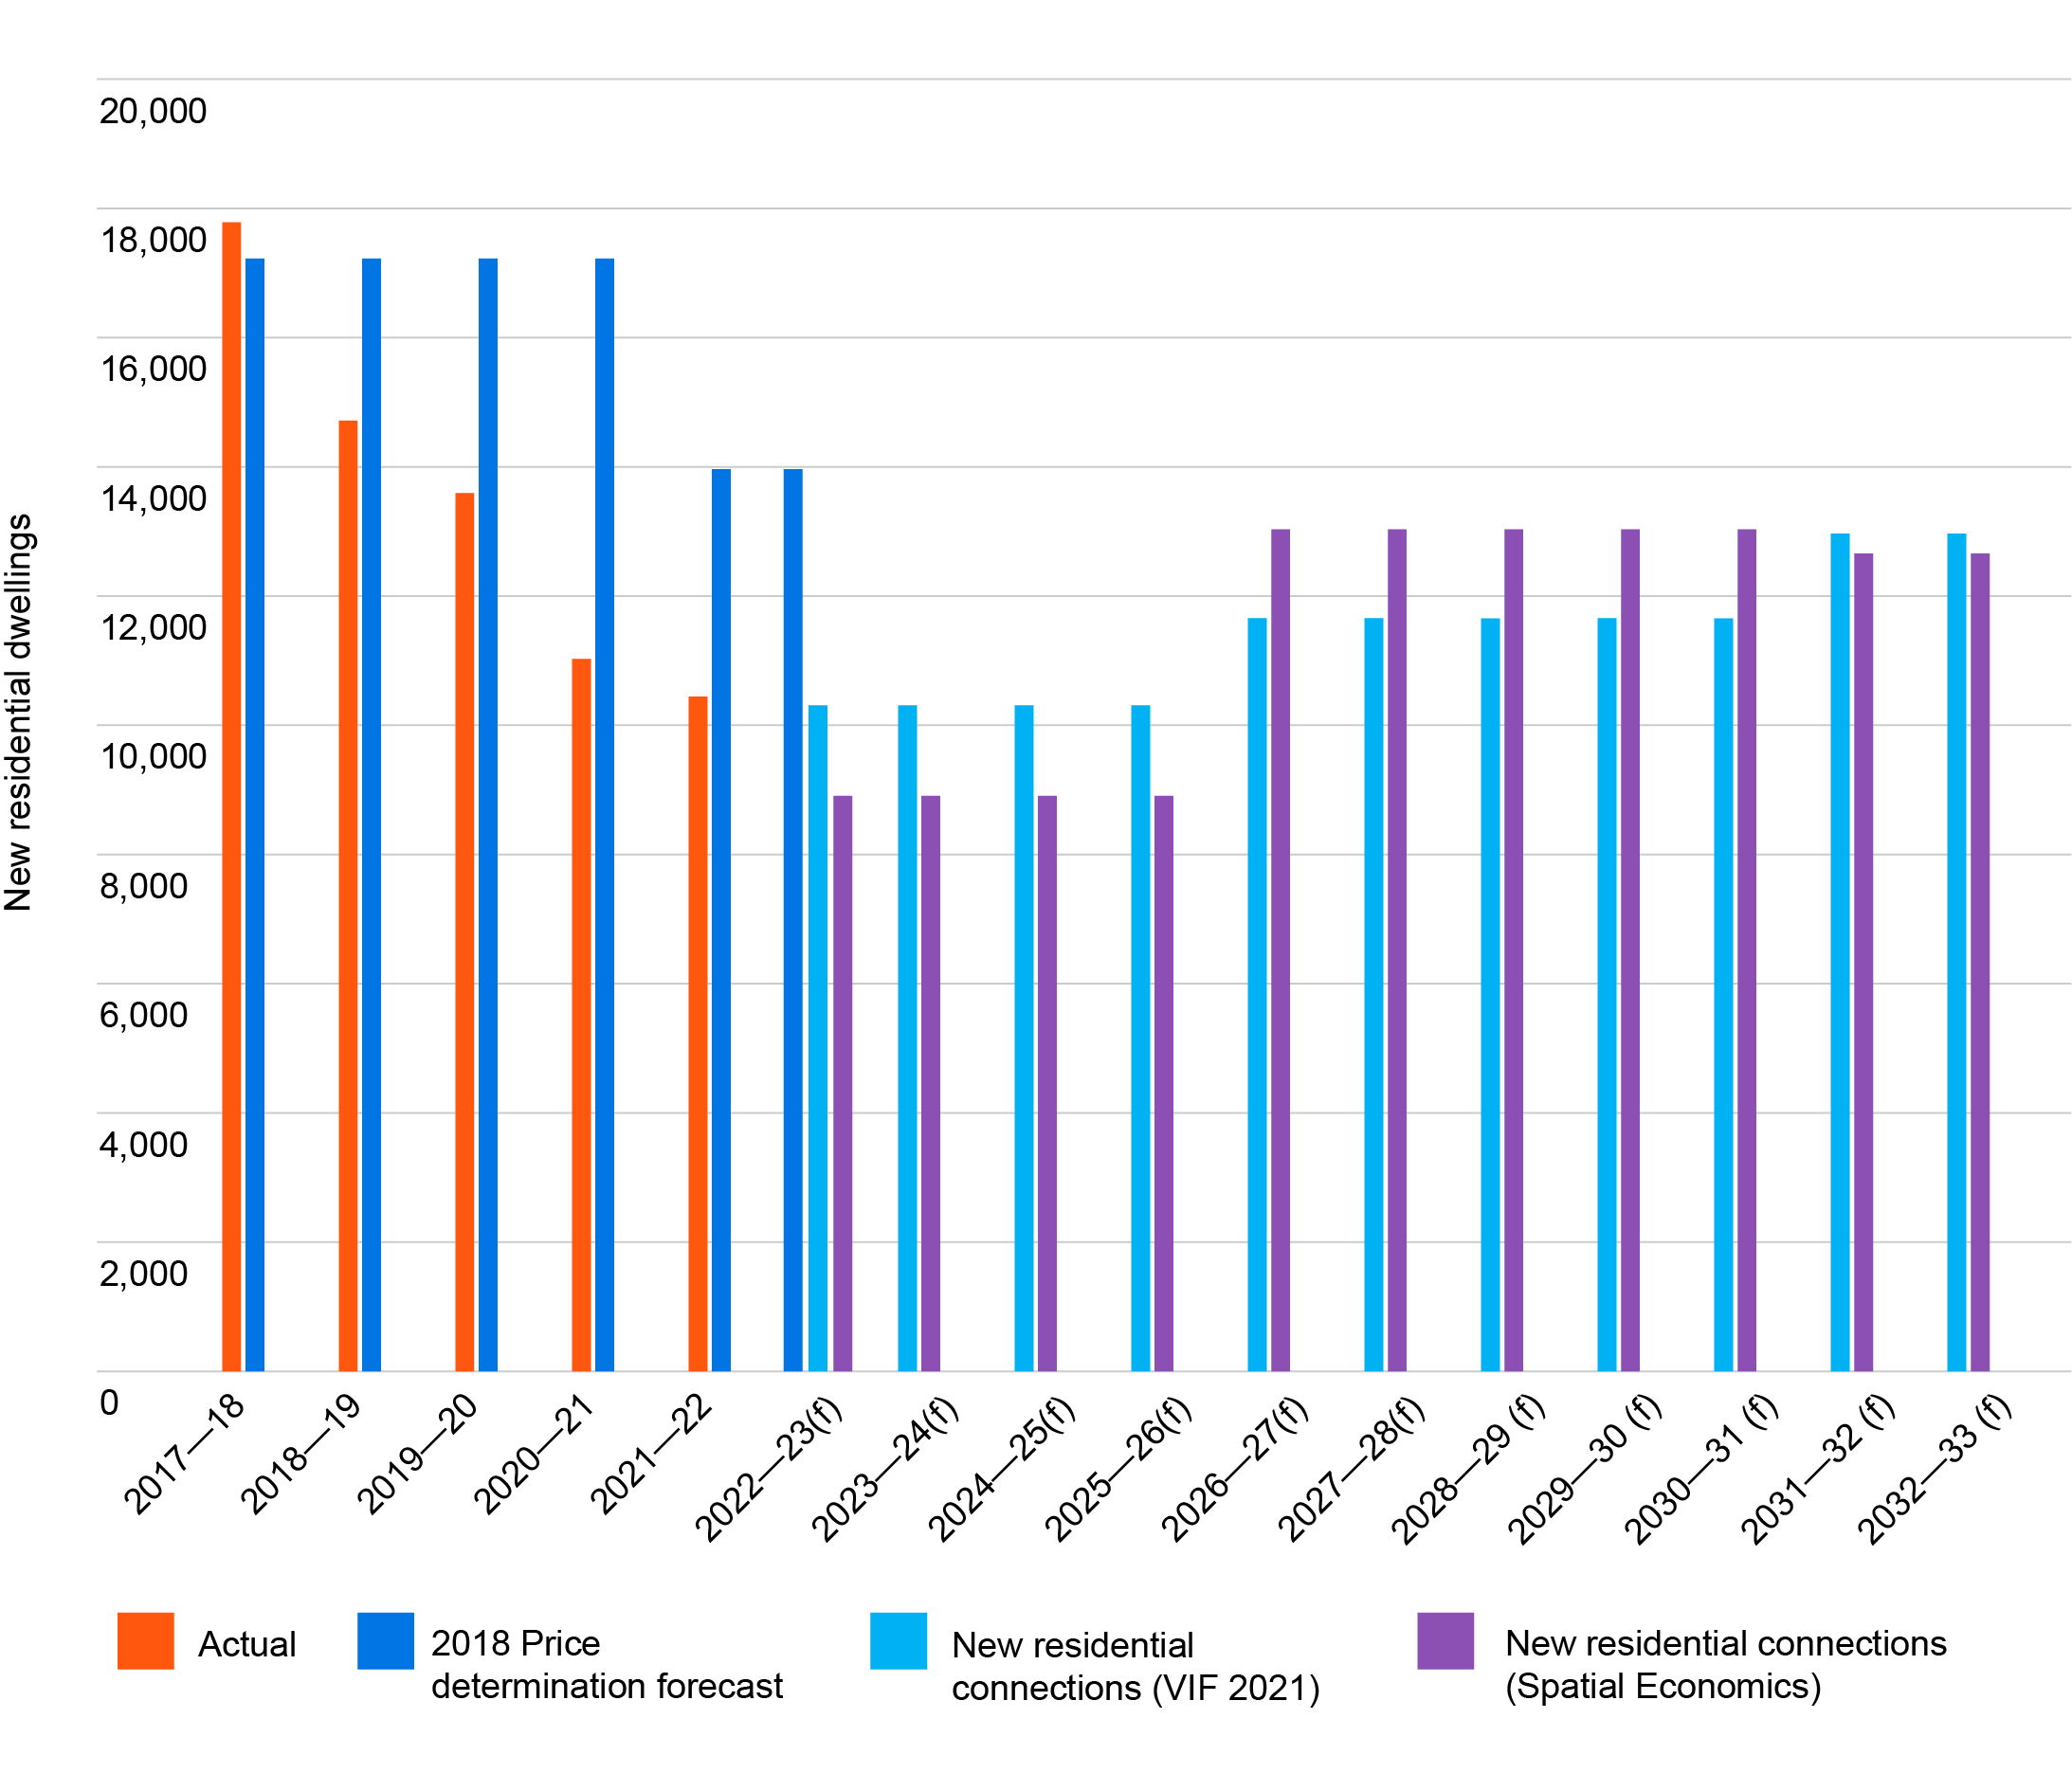 New residential dwellings
20,000
18,000
16,000
14,000
12,000
10,000
8,000
6,000
4,000
2,000
0
2017—18
2018—19
2019—20
2020—21
2021—22
2022—23(f)
2023—24(f)
2024—25(f)
2025—26(f)
2026—27(f)
2027—28(f)
2028—29 (f)
2029—30 (f)
2030—31 (f)
2031—32 (f)
2032—33 (f)
Actual
2018 Price
determination forecast
New residential
connections (VIF 2021)
New residential connections
(Spatial Economics)